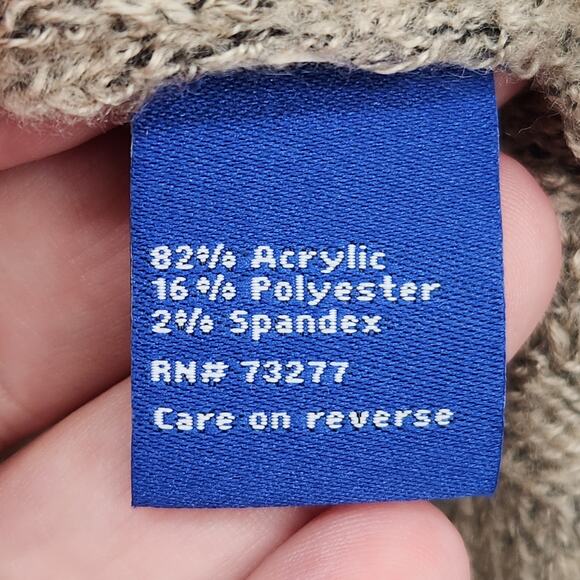 82% Acrylic
16% Polyester
2% Spandex
RN# 73277
Care on reverse